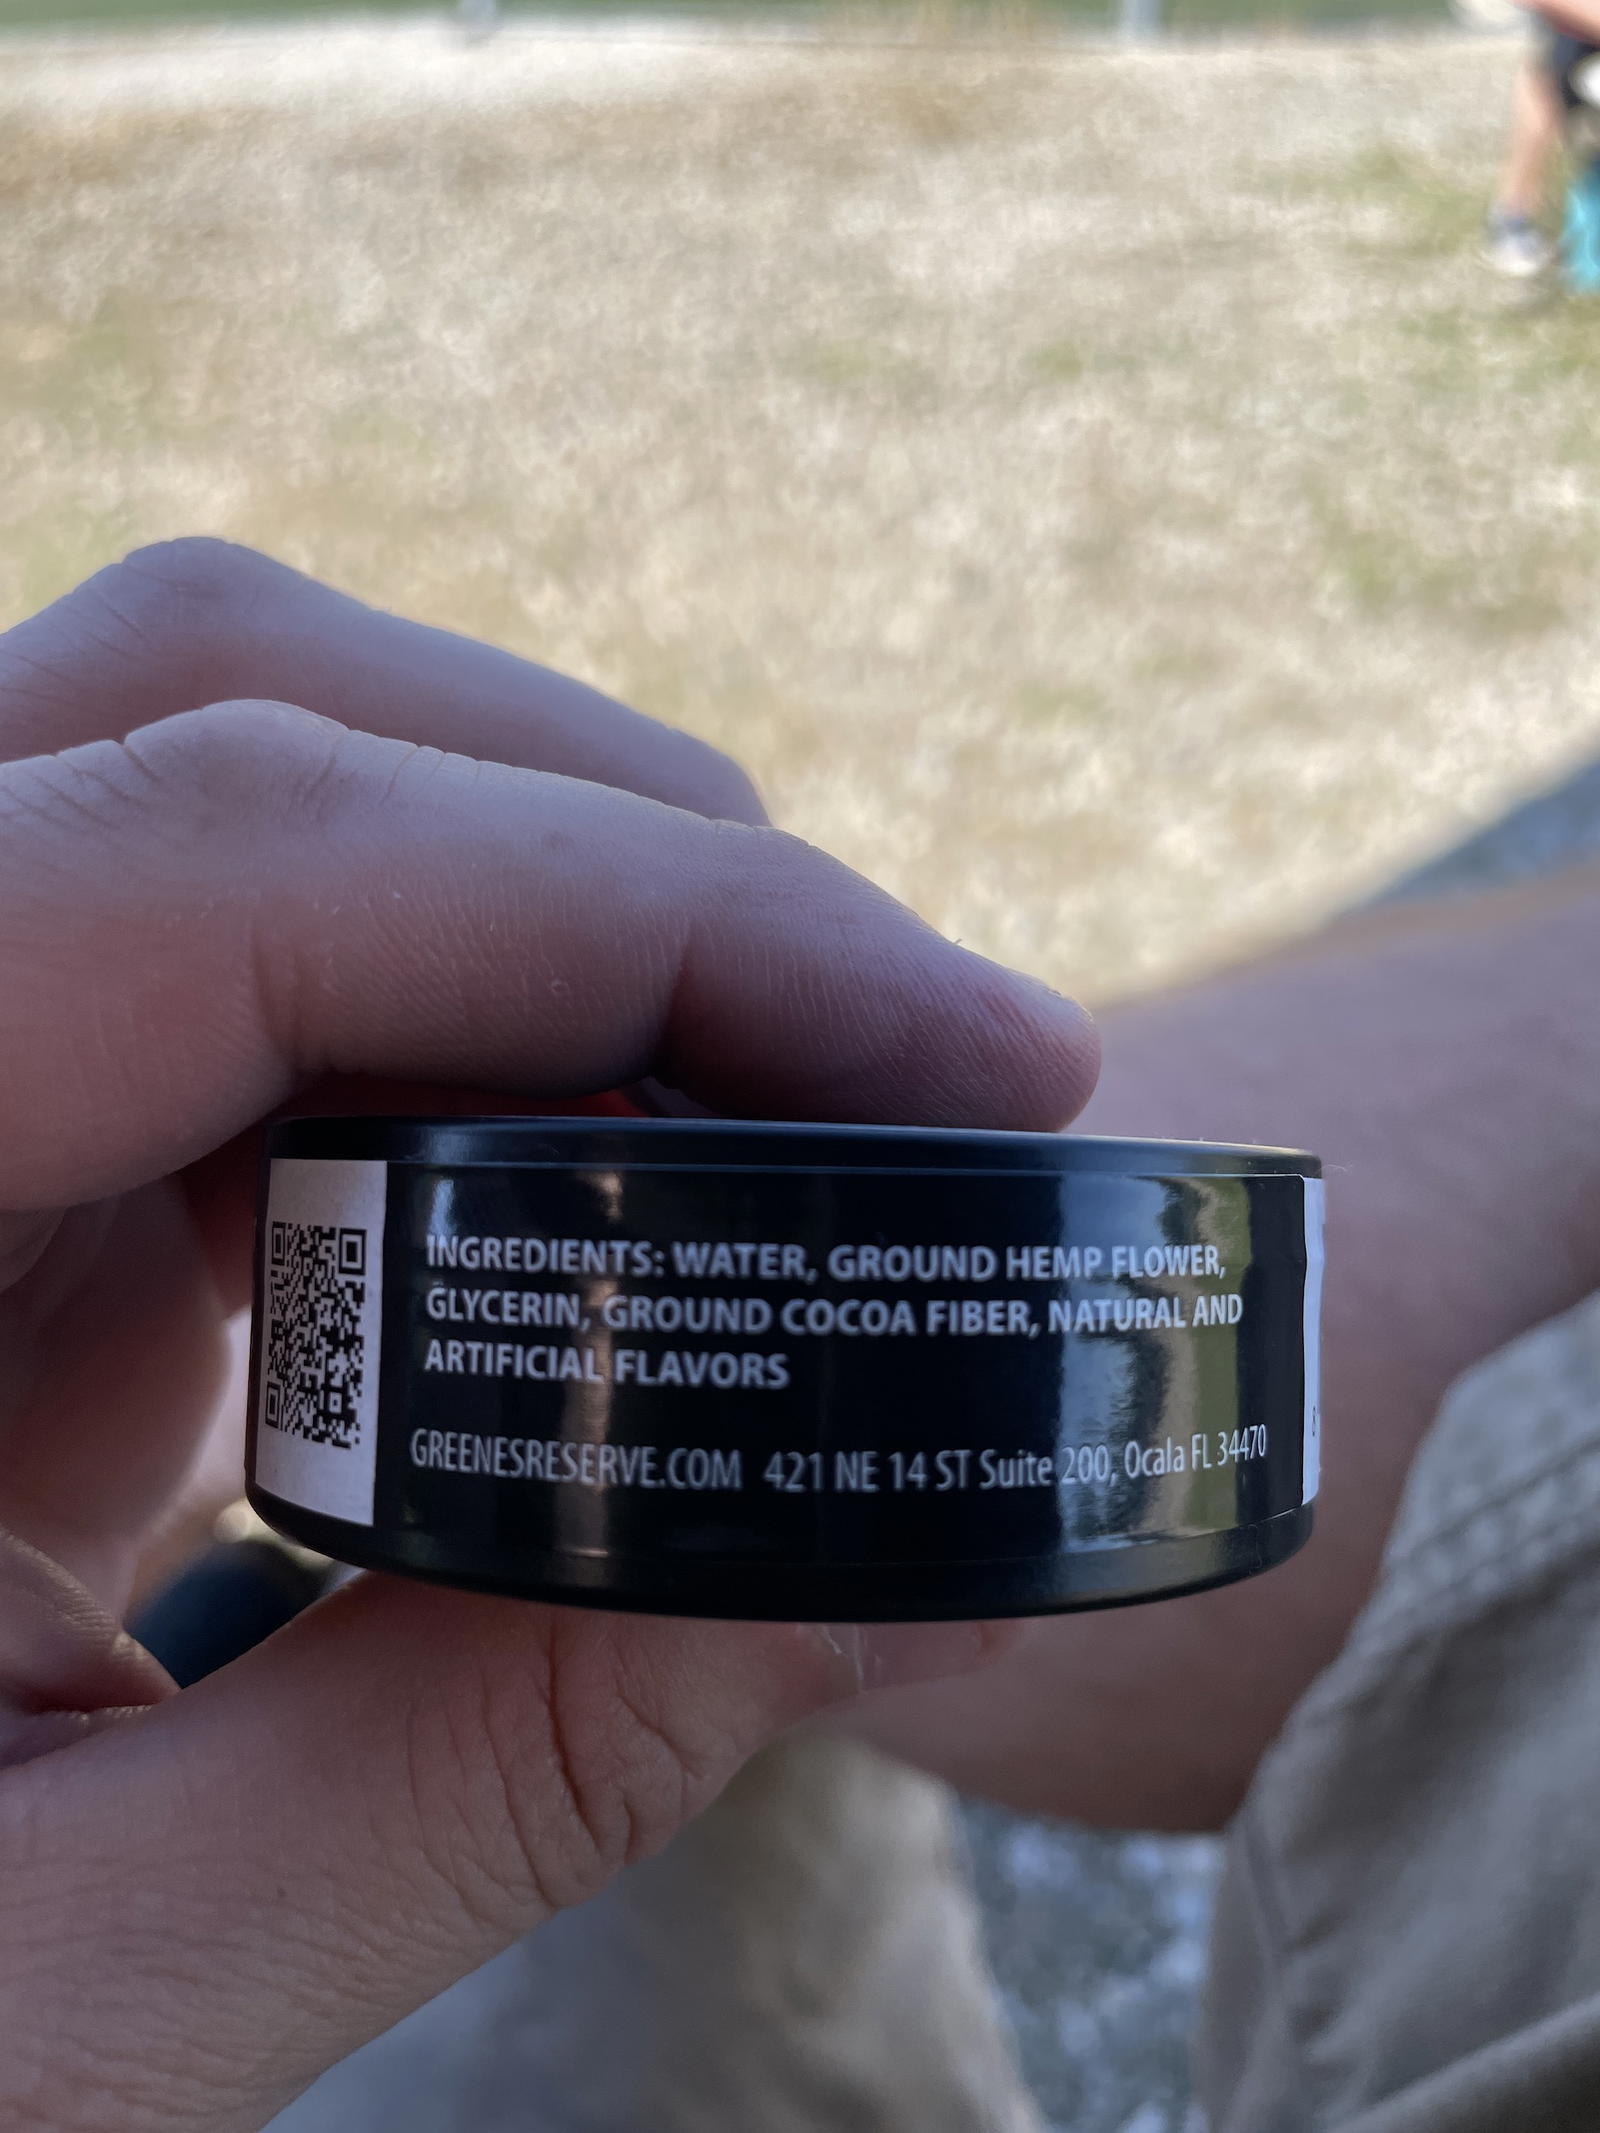 INGREDIENTS: WATER, GROUND HEMP FLOWER,
GLYCERIN, GROUND COCOA FIBER, NATURAL AND
ARTIFICIAL FLAVORS
GREENESRESERVE.COM 421 NE 14 ST Suite 200, Ocala FL 34470